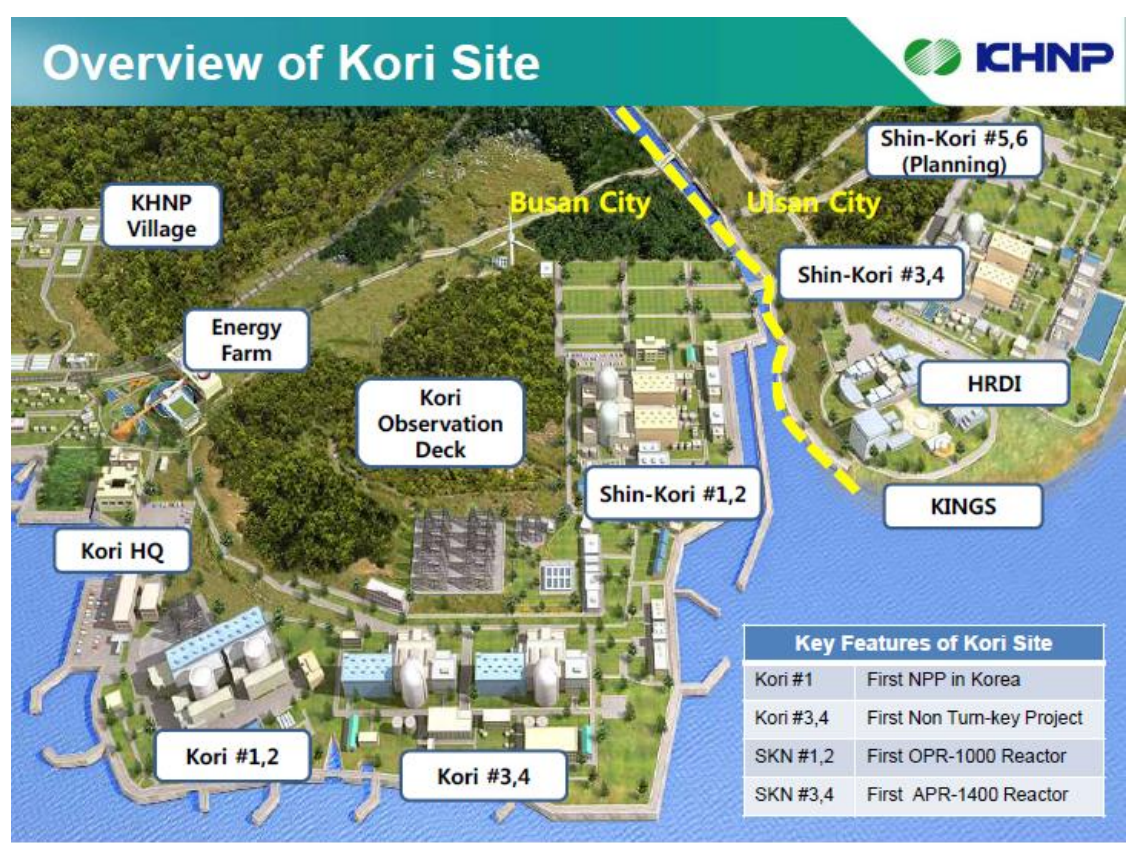 Overview of Kori Site
KHNP
Shin-Kori #5,6
(Planning)
KHNP
Village
Busan City
Ulsan City
Shin-Kori #3,4
Energy
Farm
Kori
Observation
Deck
HRDI
Shin-Kori #1,2
KINGS
Kori HQ
Kori #1,2
Kori #3,4
Key Features of Kori Site
Kori #1 First NPP in Korea
Kori #3,4 First Non Turn-key Project
SKN #1,2 First OPR-1000 Reactor
SKN #3,4 First APR-1400 Reactor